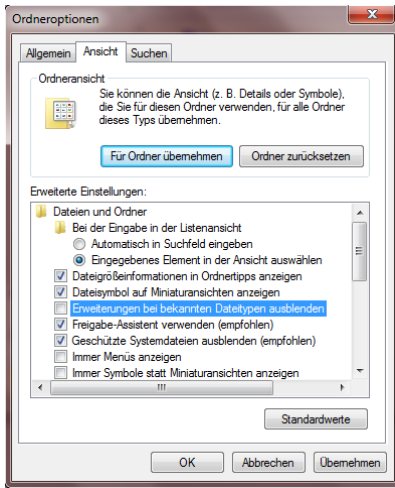 Ordneroptionen
Allgemein Ansicht Suchen
Ordneransicht
Sie können die Ansicht (z. B. Details oder Symbole),
die Sie für diesen Ordner verwenden, für alle Ordner
dieses Typs übernehmen.
Für Ordner übernehmen Ordner zurücksetzen
Erweiterte Einstellungen:
Dateien und Ordner
Bei der Eingabe in der Listenansicht
Automatisch in Suchfeld eingeben
Eingegebenes Element in der Ansicht auswählen
Dateigrößeinformationen in Ordnertipps anzeigen
Dateisymbol auf Miniaturansichten anzeigen
Erweiterungen bei bekannten Dateitypen ausblenden
Freigabe-Assistent verwenden (empfohlen)
Geschützte Systemdateien ausblenden (empfohlen)
Immer Menüs anzeigen
Immer Symbole statt Miniaturansichten anzeigen
Standardwerte
OK Abbrechen Übernehmen